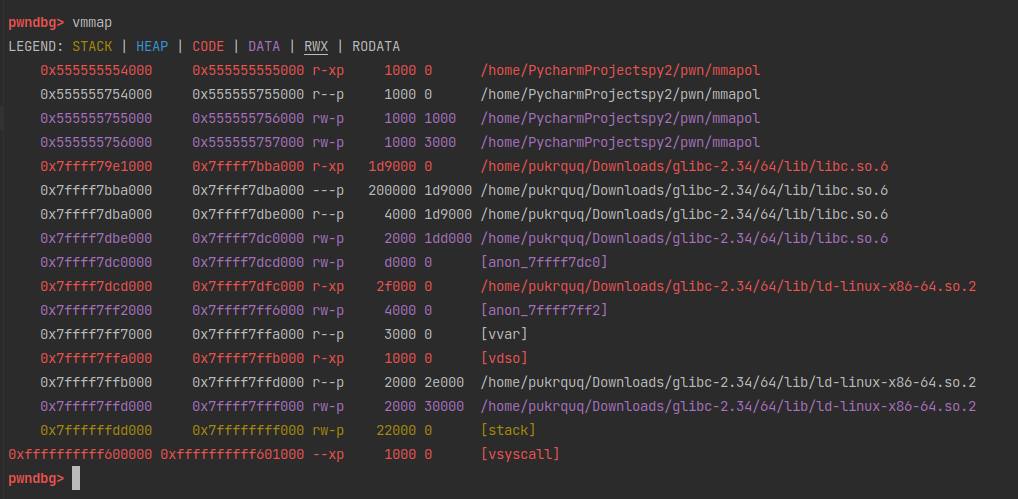 pwndbg> vmmap
LEGEND: STACK | HEAP | CODE | DATA | RWX | RODATA
0x555555554000 0x555555555000 r-xp 1000 0 /home/PycharmProjectspy2/pwn/mmapol
0x555555754000 0x555555755000 r--p 1000 0 /home/PycharmProjectspy2/pwn/mmapol
0x555555755000 0x555555756000 rw-p 1000 1000 /home/PycharmProjectspy2/pwn/mmapol
0x555555756000 0x555555757000 rw-p 1000 3000 /home/PycharmProjectspy2/pwn/mmapol
0x7ffff79e1000 0x7ffff7bba000 r-xp 1d9000 0 /home/pukrquq/Downloads/glibc-2.34/64/lib/libc.so.6
0x7ffff7bba000 0x7ffff7dba000 ---p 200000 1d9000 /home/pukrquq/Downloads/glibc-2.34/64/lib/libc.so.6
0x7ffff7dba000 0x7ffff7dbe000 r--p 4000 1d9000 /home/pukrquq/Downloads/glibc-2.34/64/lib/libc.so.6
0x7ffff7dbe000 0x7ffff7dc0000 rw-p 2000 1dd000 /home/pukrquq/Downloads/glibc-2.34/64/lib/libc.so.6
0x7ffff7dc0000 0x7ffff7dcd000 rw-p d000 0 [anon_7ffff7dc0]
0x7ffff7dcd000 0x7ffff7dfc000 r-xp 2f000 0 /home/pukrquq/Downloads/glibc-2.34/64/lib/ld-linux-x86-64.so.2
0x7ffff7ff2000 0x7ffff7ff6000 rw-p 4000 0 [anon_7ffff7ff2]
0x7ffff7ff7000 0x7ffff7ffa000 r--p 3000 0 [vvar]
0x7ffff7ffa000 0x7ffff7ffb000 r-xp 1000 0 [vdso]
0x7ffff7ffb000 0x7ffff7ffd000 r--p 2000 2e000 /home/pukrquq/Downloads/glibc-2.34/64/lib/ld-linux-x86-64.so.2
0x7ffff7ffd000 0x7ffff7fff000 rw-p 2000 30000 /home/pukrquq/Downloads/glibc-2.34/64/lib/ld-linux-x86-64.so.2
0x7ffffffdd000 0x7ffffffff000 rw-p 22000 0 [stack]
0xffffffffff600000 0xffffffffff601000 --xp 1000 0 [vsyscall]
pwndbg>